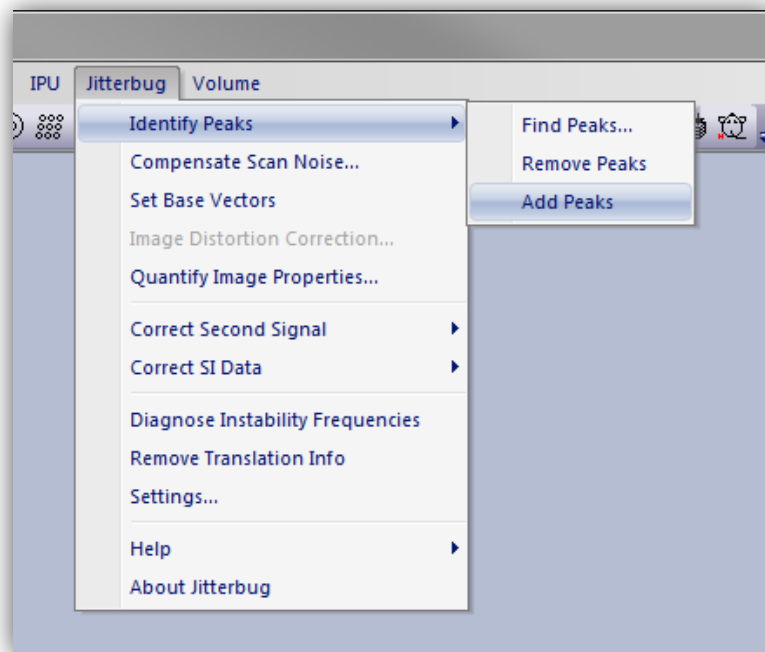 IPU Jitterbug Volume
Identify Peaks
Compensate Scan Noise...
Set Base Vectors
Image Distortion Correction...
Quantify Image Properties...
Correct Second Signal
Correct SI Data
Diagnose Instability Frequencies
Remove Translation Info
Settings...
Help
About Jitterbug
Find Peaks...
Remove Peaks
Add Peaks